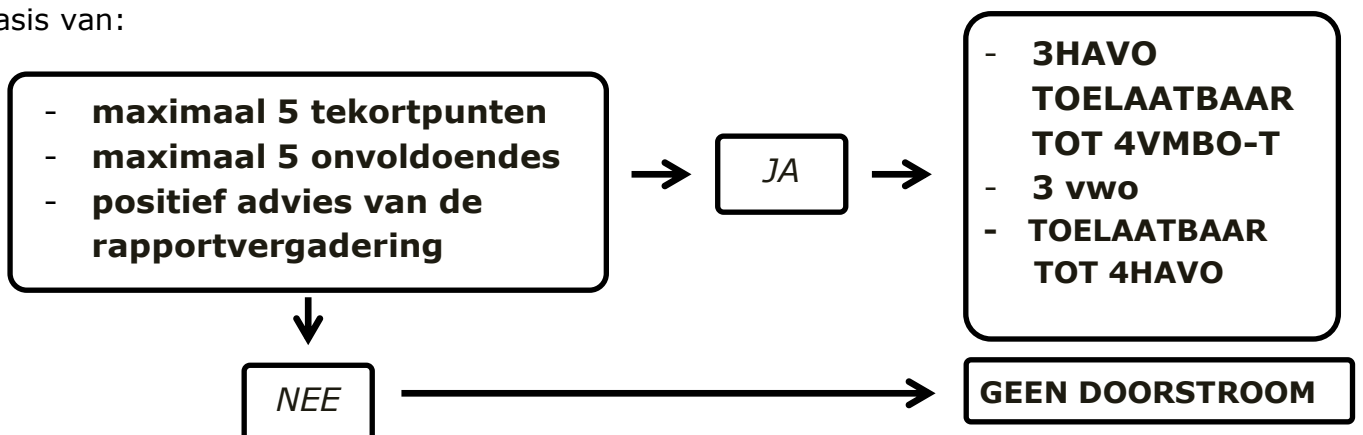 van:
- maximaal 5 tekortpunten
- maximaal 5 onvoldoendes
- positief advies van de
rapportvergadering
JA
- 3HAVO
TOELAATBAAR
TOT 4VMBO-T
- 3 vwo
- TOELAATBAAR
TOT 4HAVO
NEE
GEEN DOORSTROOM